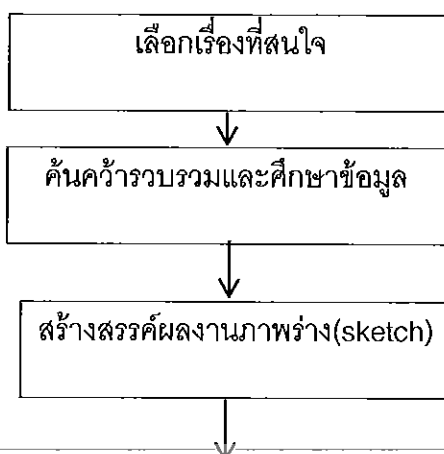 เลือกเรื่องที่สนใจ
ค้นคว้ารวบรวมและศึกษาข้อมูล
สร้างสรรค์ผลงานภาพร่าง(sketch)